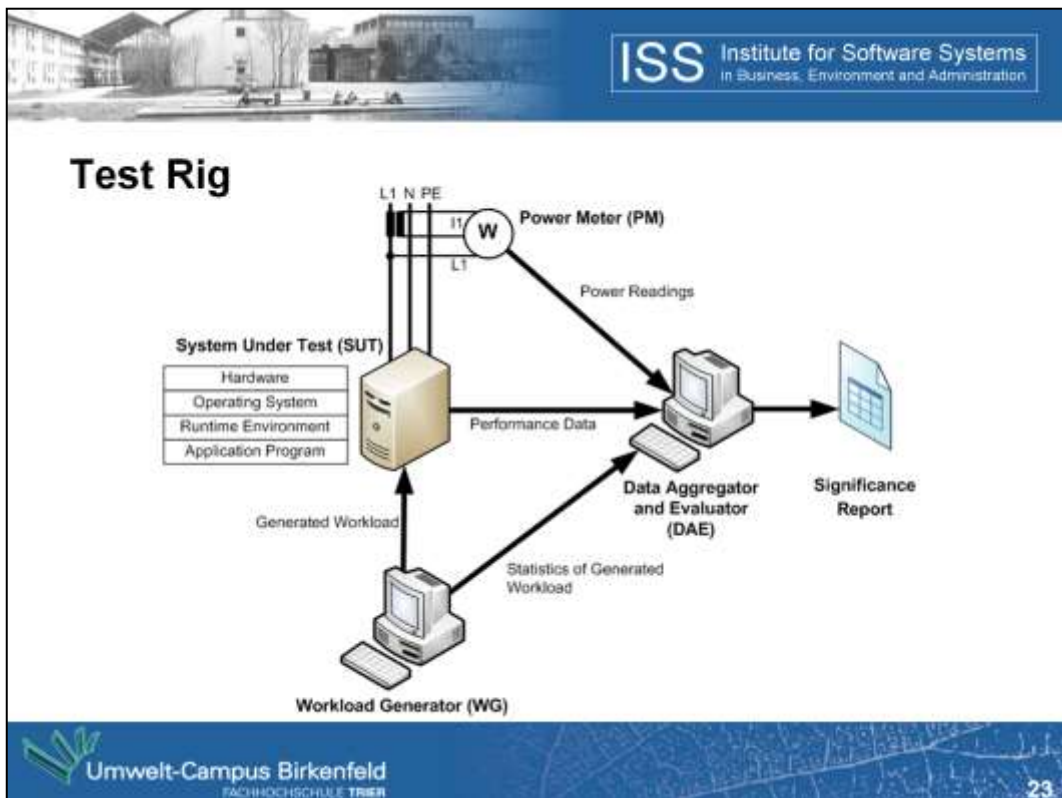 ISS Institute for Software Systems
in Business, Environment and Administration
Test Rig
L1 N PE
I1
W
L1
Power Meter (PM)
Power Readings
System Under Test (SUT)
Hardware
Operating System
Runtime Environment
Application Program
Performance Data
Data Aggregator
and Evaluator
(DAE)
Significance
Report
Generated Workload
Statistics of Generated
Workload
Workload Generator (WG)
Umwelt-Campus Birkenfeld
FACHHOCHSCHULE TRIER
23